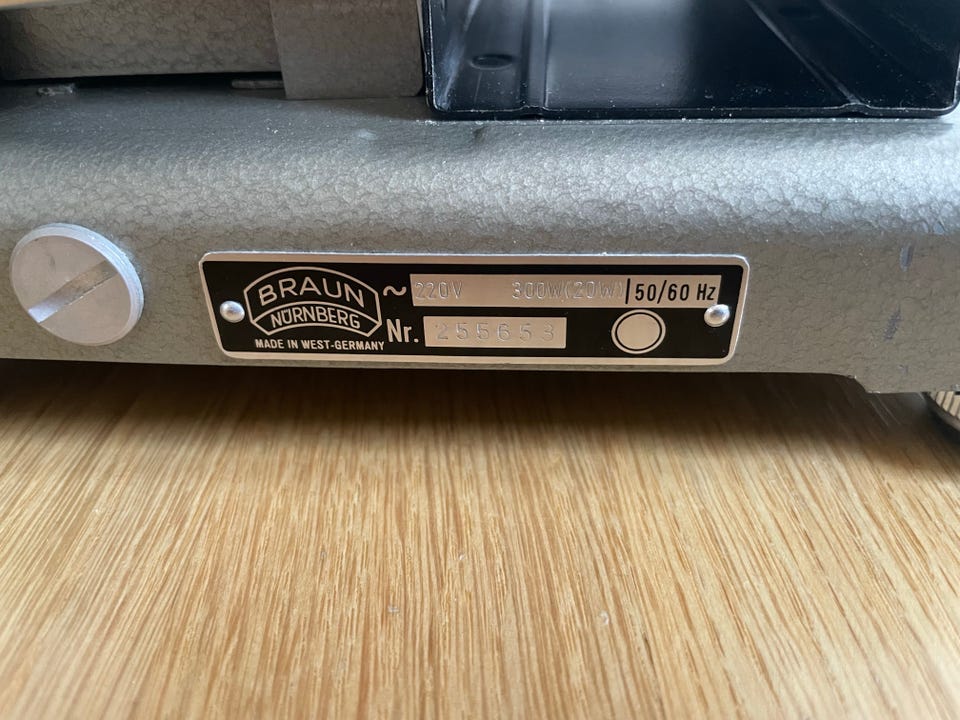 BRAUN
NÜRNBERG
MADE IN WEST-GERMANY
~ 220V 300W(20W) 50/60 Hz
Nr. 255653